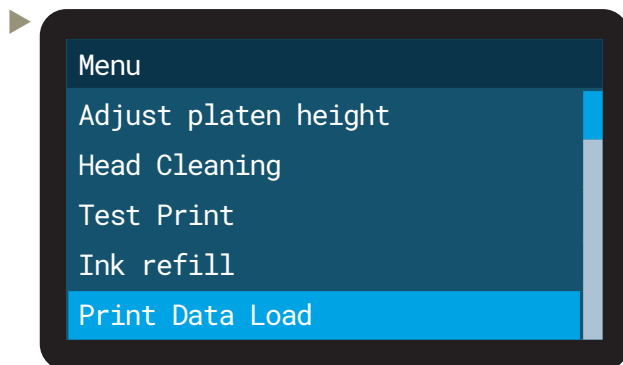 Menu
Adjust platen height
Head Cleaning
Test Print
Ink refill
Print Data Load